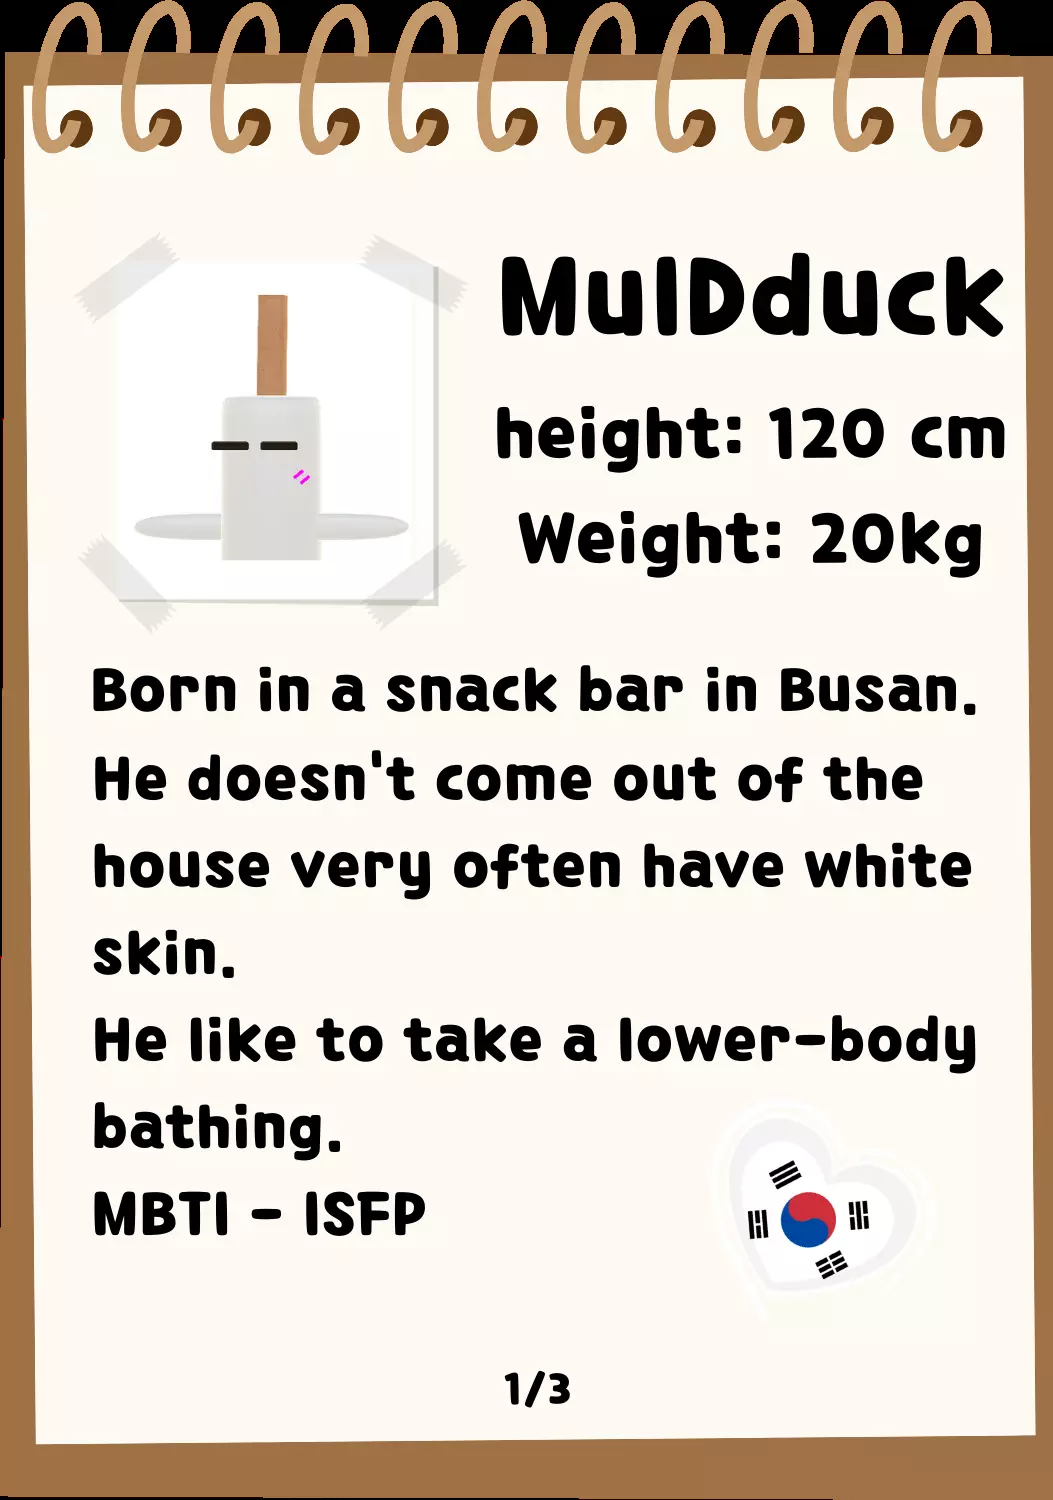 MulDduck
height: 120 cm
Weight: 20kg
Born in a snack bar in Busan.
He doesn't come out of the
house very often have white
skin.
He like to take a lower-body
bathing.
MBTI - ISFP
1/3